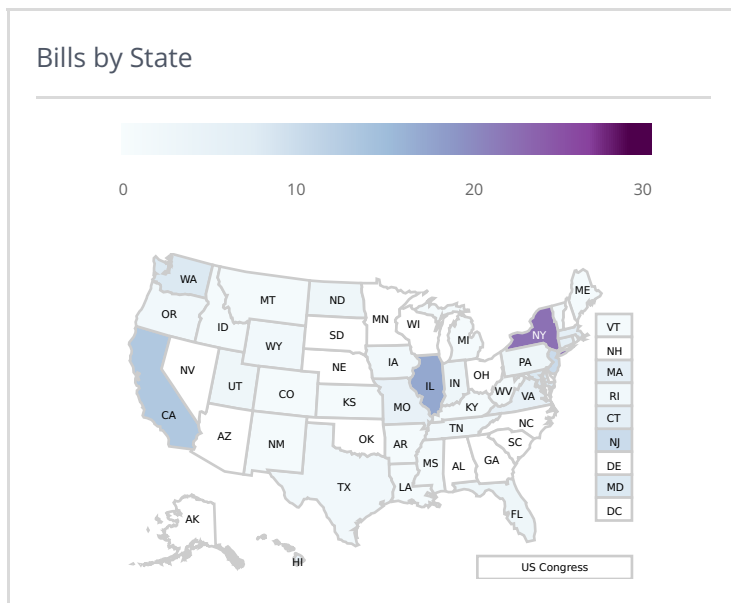 Bills by State
0 10 20 30
WA
ME
MT
ND
OR
MN
ID
SD
WI
NY
VT
WY
MI
NH
NE
IA
PA
MA
NV
UT
CO
IL
IN
OH
RI
CA
KS
MO
KY
WV
VA
CT
AZ
NM
OK
AR
TN
NC
NJ
SC
DE
TX
LA
MS
AL
GA
MD
AK
FL
DC
HI
US Congress